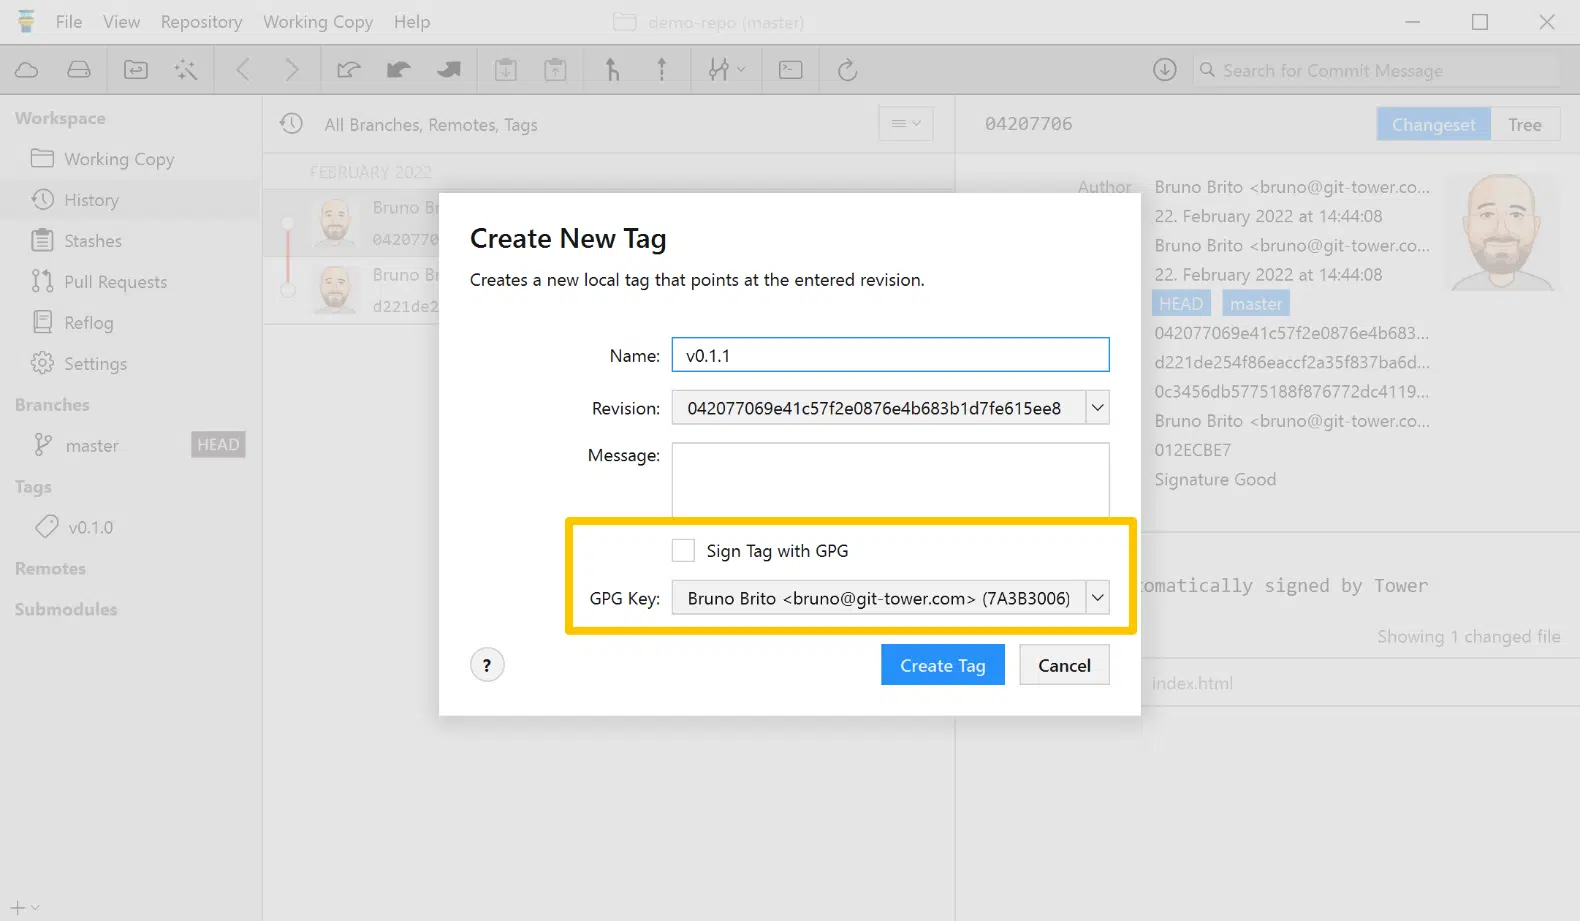 File View Repository Working Copy Help
demo-repo (master)
Search for Commit Message
Workspace
Working Copy
History
Stashes
Pull Requests
Reflog
Settings
Branches
master HEAD
Tags
v0.1.0
Remotes
Submodules
All Branches, Remotes, Tags
FEBRUARY 2022
Bruno Br
0420770
Bruno Br
d221de2
04207706
Changeset Tree
Author Bruno Brito <bruno@git-tower.co...
22. February 2022 at 14:44:08
Bruno Brito <bruno@git-tower.co...
22. February 2022 at 14:44:08
HEAD master
042077069e41c57f2e0876e4b683...
d221de254f86eaccf2a35f837ba6d...
0c3456db5775188f876772dc4119...
Bruno Brito <bruno@git-tower.co...
012ECBE7
Signature Good
tomatically signed by Tower
Showing 1 changed file
index.html
Create New Tag
Creates a new local tag that points at the entered revision.
Name: v0.1.1
Revision: 042077069e41c57f2e0876e4b683b1d7fe615ee8
Message:
Sign Tag with GPG
GPG Key: Bruno Brito <bruno@git-tower.com> (7A3B3006)
?
Create Tag Cancel